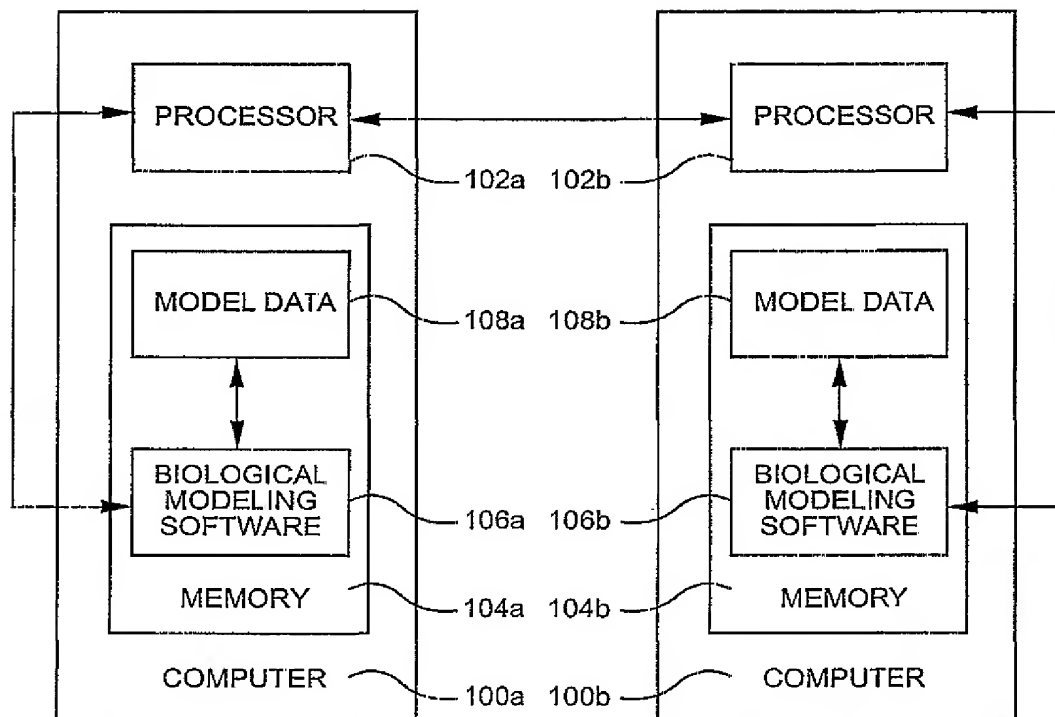 PROCESSOR
PROCESSOR
102a 102b
MODEL DATA
MODEL DATA
108a 108b
BIOLOGICAL
MODELING
SOFTWARE
BIOLOGICAL
MODELING
SOFTWARE
106a 106b
MEMORY
MEMORY
104a 104b
COMPUTER
COMPUTER
100a 100b